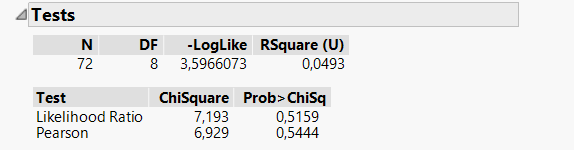 Tests
N DF -LogLike RSquare (U)
72 8 3,5966073 0,0493
Test ChiSquare Prob>ChiSq
Likelihood Ratio 7,193 0,5159
Pearson 6,929 0,5444